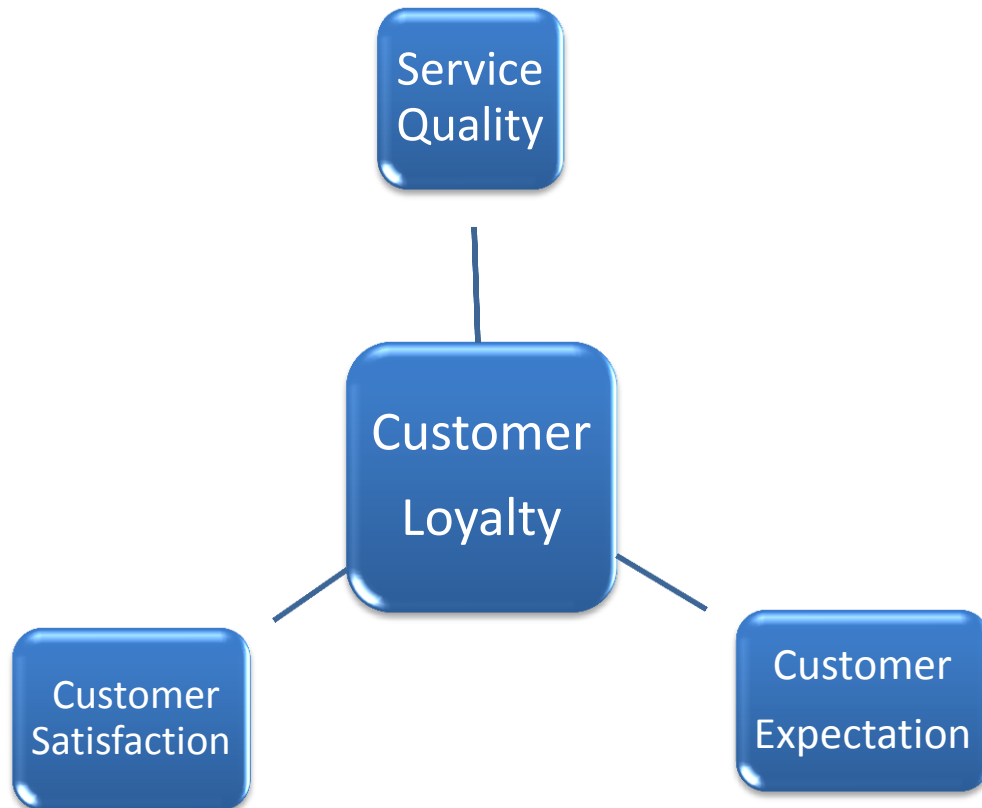 Service
Quality
Customer
Loyalty
Customer
Satisfaction
Customer
Expectation